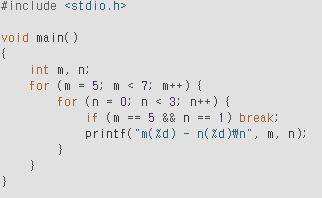 #include <stdio.h>
void main()
{
    int m, n;
    for (m = 5; m < 7; m++) {
        for (n = 0; n < 3; n++) {
            if (m == 5 && n == 1) break;
            printf("m(%d) - n(%d)₩n", m, n);
        }
    }
}